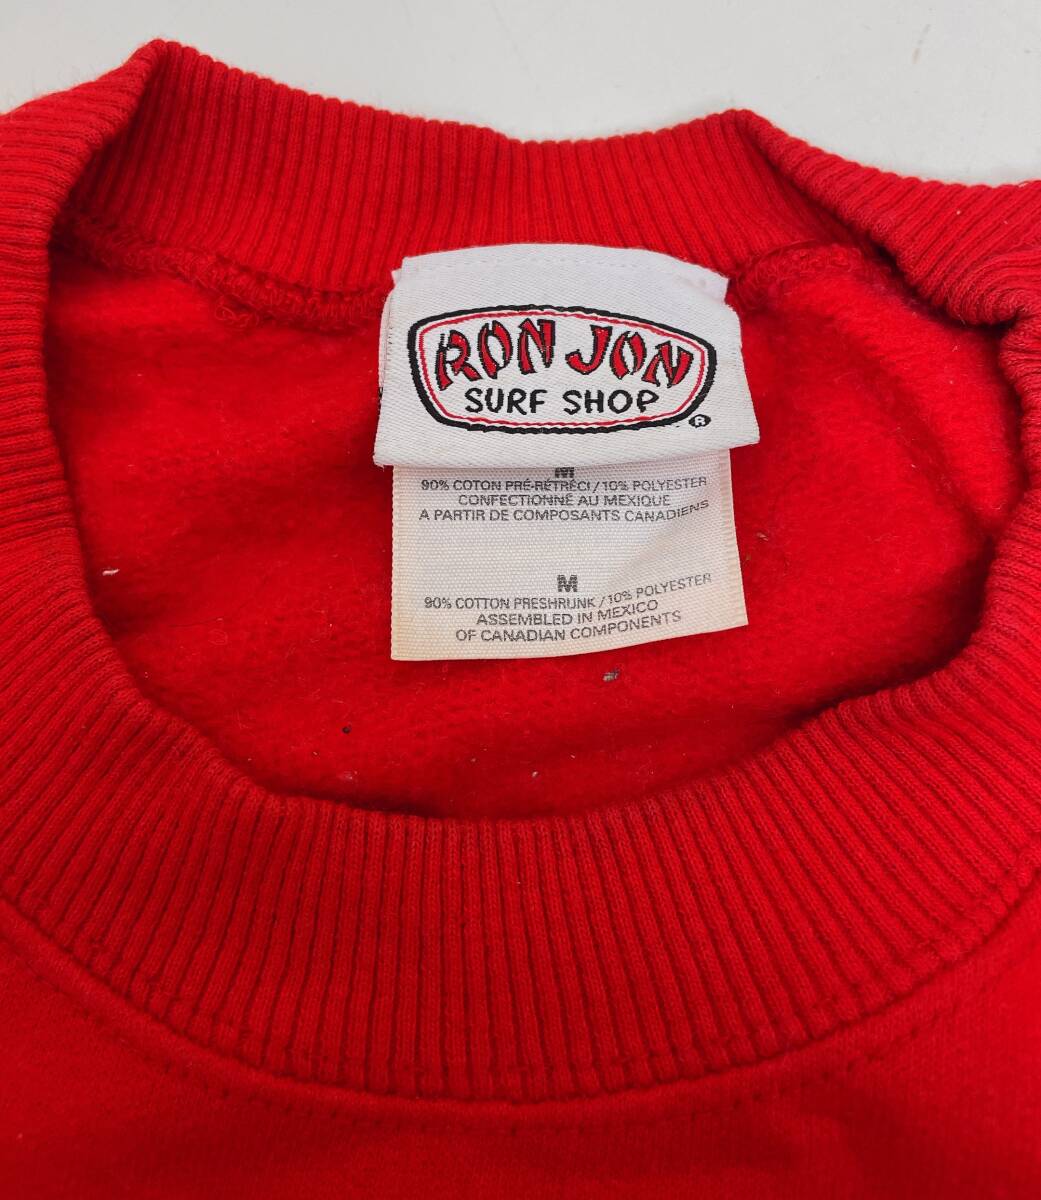 RON JON
SURF SHOP
®
M
90% COTON PRÉ-RÉTRÉCI / 10% POLYESTER
CONFECTIONNÉ AU MEXIQUE
A PARTIR DE COMPOSANTS CANADIENS
M
90% COTTON PRESHRUNK / 10% POLYESTER
ASSEMBLED IN MEXICO
OF CANADIAN COMPONENTS